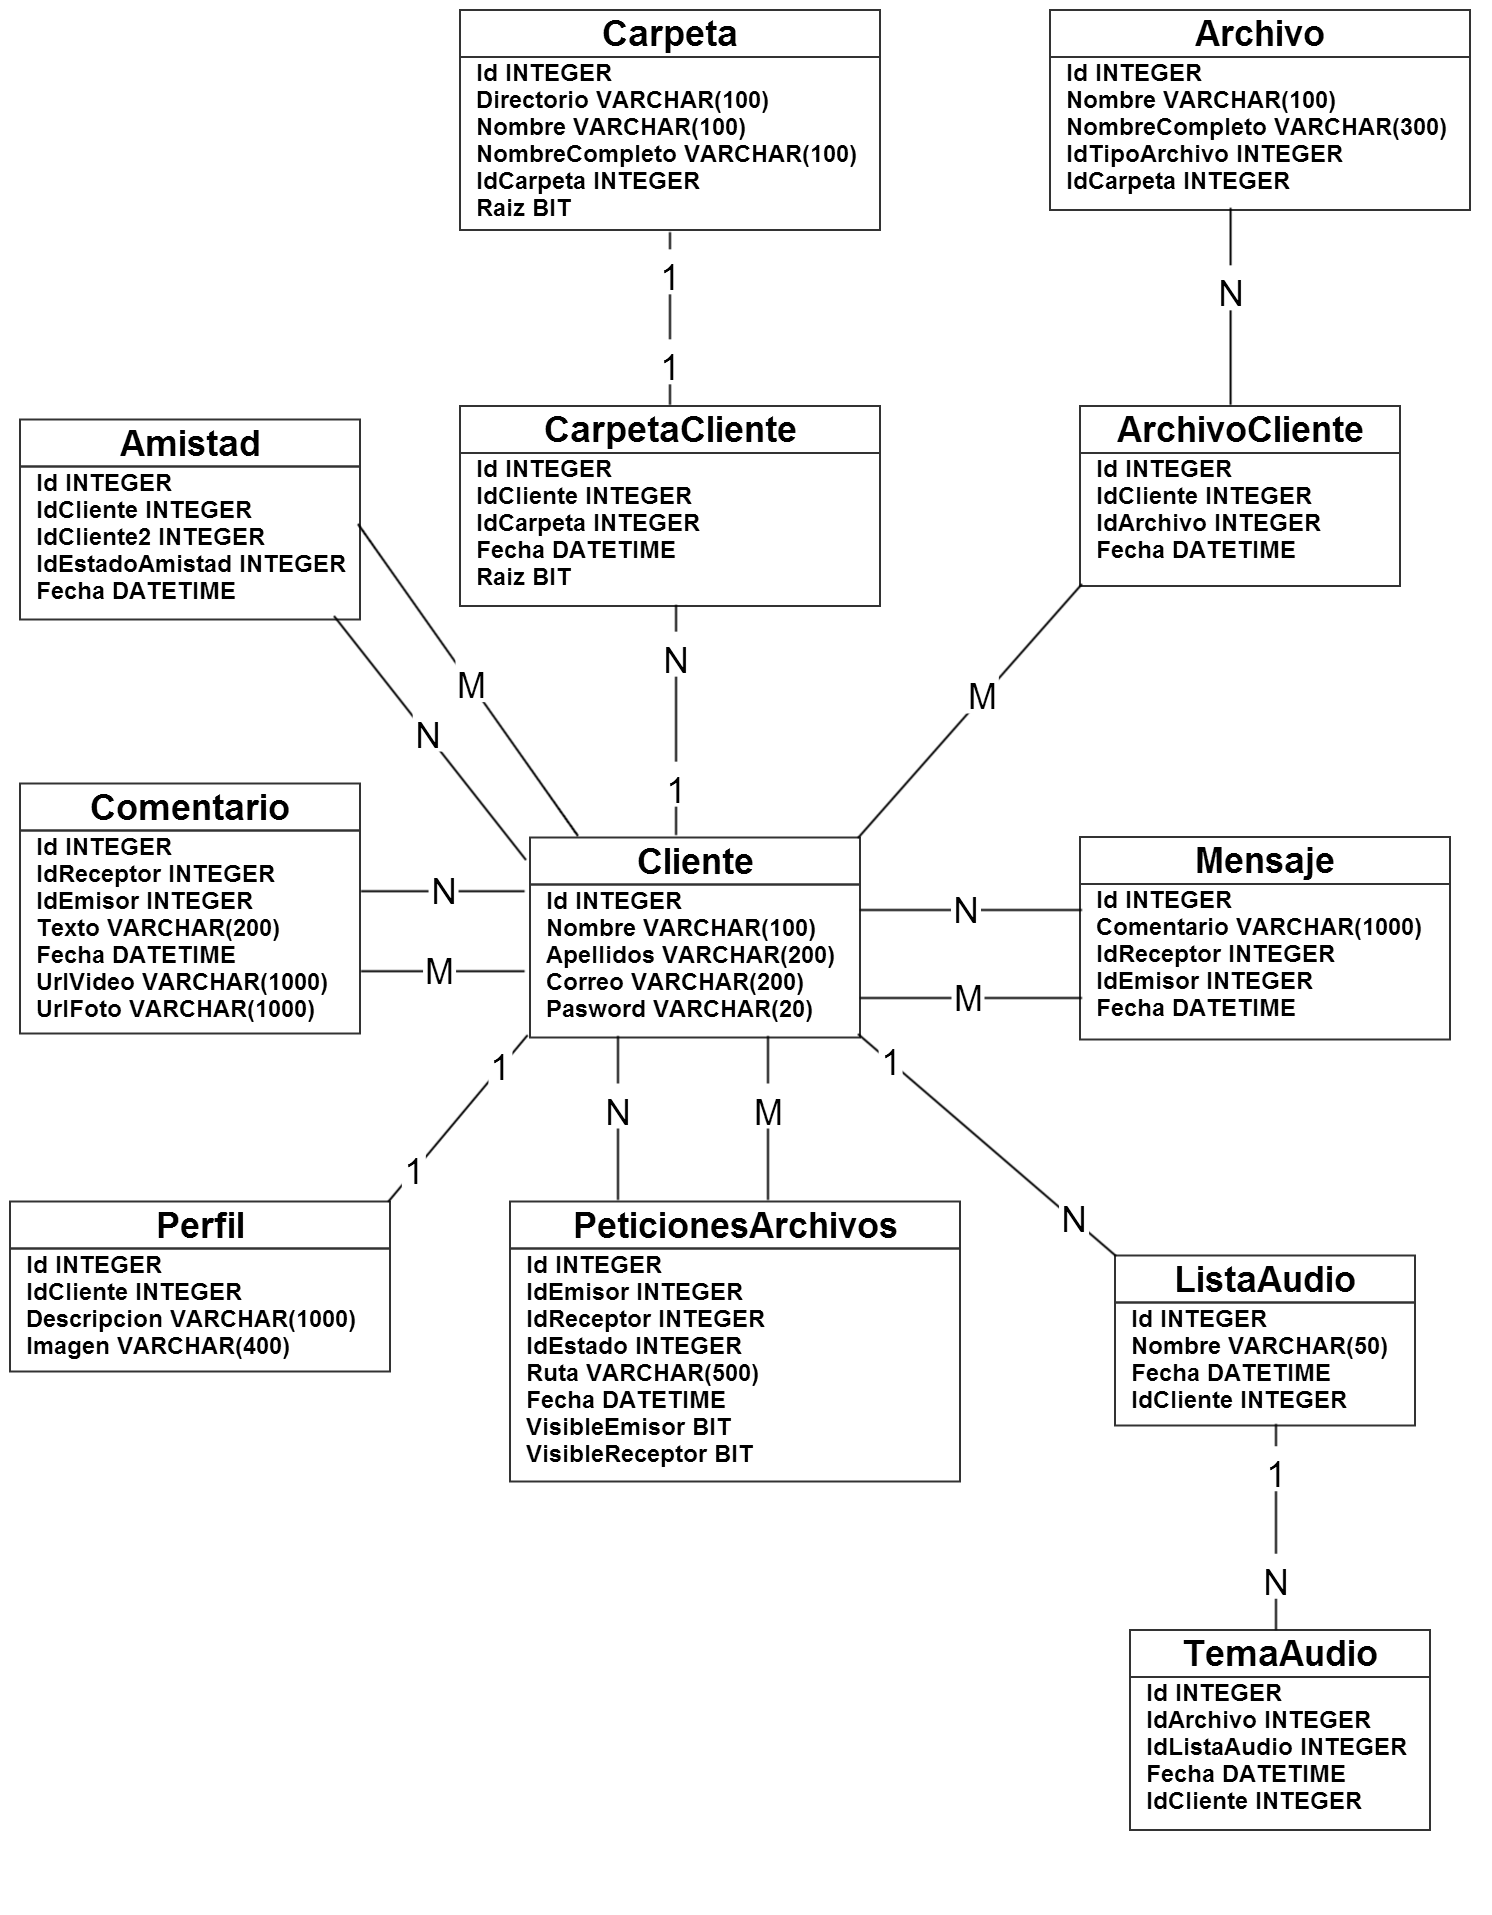 Carpeta
Id INTEGER
Directorio VARCHAR(100)
Nombre VARCHAR(100)
NombreCompleto VARCHAR(100)
IdCarpeta INTEGER
Raiz BIT
Archivo
Id INTEGER
Nombre VARCHAR(100)
NombreCompleto VARCHAR(300)
IdTipoArchivo INTEGER
IdCarpeta INTEGER
1
1
N
Amistad
Id INTEGER
IdCliente INTEGER
IdCliente2 INTEGER
IdEstadoAmistad INTEGER
Fecha DATETIME
CarpetaCliente
Id INTEGER
IdCliente INTEGER
IdCarpeta INTEGER
Fecha DATETIME
Raiz BIT
ArchivoCliente
Id INTEGER
IdCliente INTEGER
IdArchivo INTEGER
Fecha DATETIME
M
N
N
1
M
Comentario
Id INTEGER
IdReceptor INTEGER
IdEmisor INTEGER
Texto VARCHAR(200)
Fecha DATETIME
UrlVideo VARCHAR(1000)
UrlFoto VARCHAR(1000)
N
M
Cliente
Id INTEGER
Nombre VARCHAR(100)
Apellidos VARCHAR(200)
Correo VARCHAR(200)
Pasword VARCHAR(20)
N
M
Mensaje
Id INTEGER
Comentario VARCHAR(1000)
IdReceptor INTEGER
IdEmisor INTEGER
Fecha DATETIME
1
1
N
M
1
N
Perfil
Id INTEGER
IdCliente INTEGER
Descripcion VARCHAR(1000)
Imagen VARCHAR(400)
PeticionesArchivos
Id INTEGER
IdEmisor INTEGER
IdReceptor INTEGER
IdEstado INTEGER
Ruta VARCHAR(500)
Fecha DATETIME
VisibleEmisor BIT
VisibleReceptor BIT
ListaAudio
Id INTEGER
Nombre VARCHAR(50)
Fecha DATETIME
IdCliente INTEGER
1
N
TemaAudio
Id INTEGER
IdArchivo INTEGER
IdListaAudio INTEGER
Fecha DATETIME
IdCliente INTEGER